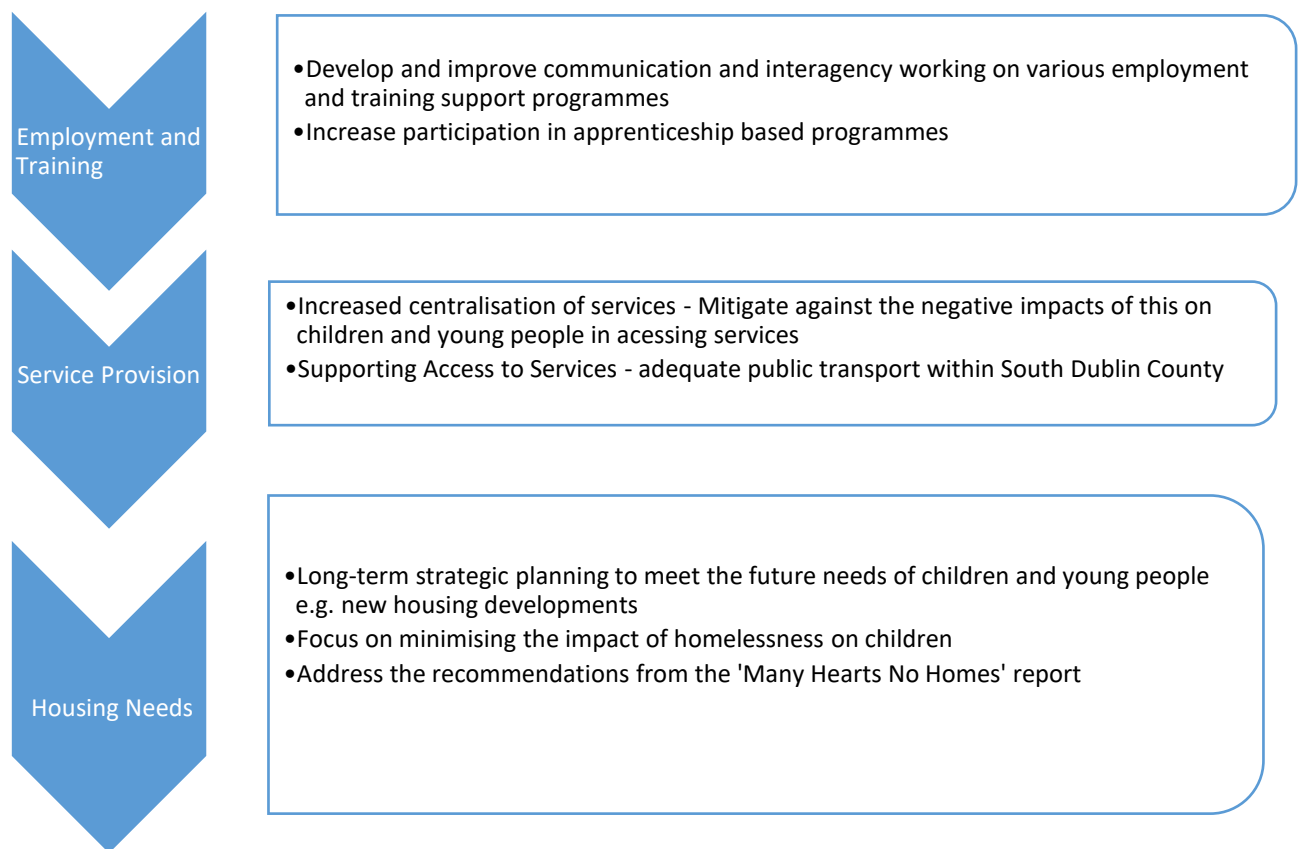 Employment and
Training
•Develop and improve communication and interagency working on various employment
and training support programmes
•Increase participation in apprenticeship based programmes
Service Provision
•Increased centralisation of services - Mitigate against the negative impacts of this on
children and young people in acessing services
•Supporting Access to Services - adequate public transport within South Dublin County
Housing Needs
•Long-term strategic planning to meet the future needs of children and young people
e.g. new housing developments
•Focus on minimising the impact of homelessness on children
•Address the recommendations from the 'Many Hearts No Homes' report